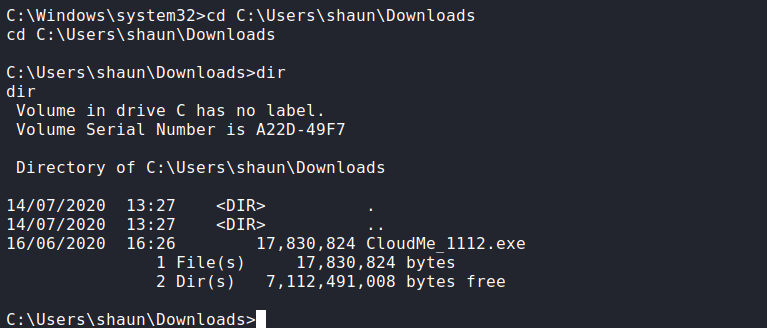 C:\Windows\system32>cd C:\Users\shaun\Downloads
cd C:\Users\shaun\Downloads
C:\Users\shaun\Downloads>dir
dir
 Volume in drive C has no label.
 Volume Serial Number is A22D-49F7
 Directory of C:\Users\shaun\Downloads
14/07/2020  13:27    <DIR>          .
14/07/2020  13:27    <DIR>          ..
16/06/2020  16:26        17,830,824 CloudMe_1112.exe
               1 File(s)     17,830,824 bytes
               2 Dir(s)   7,112,491,008 bytes free
C:\Users\shaun\Downloads>